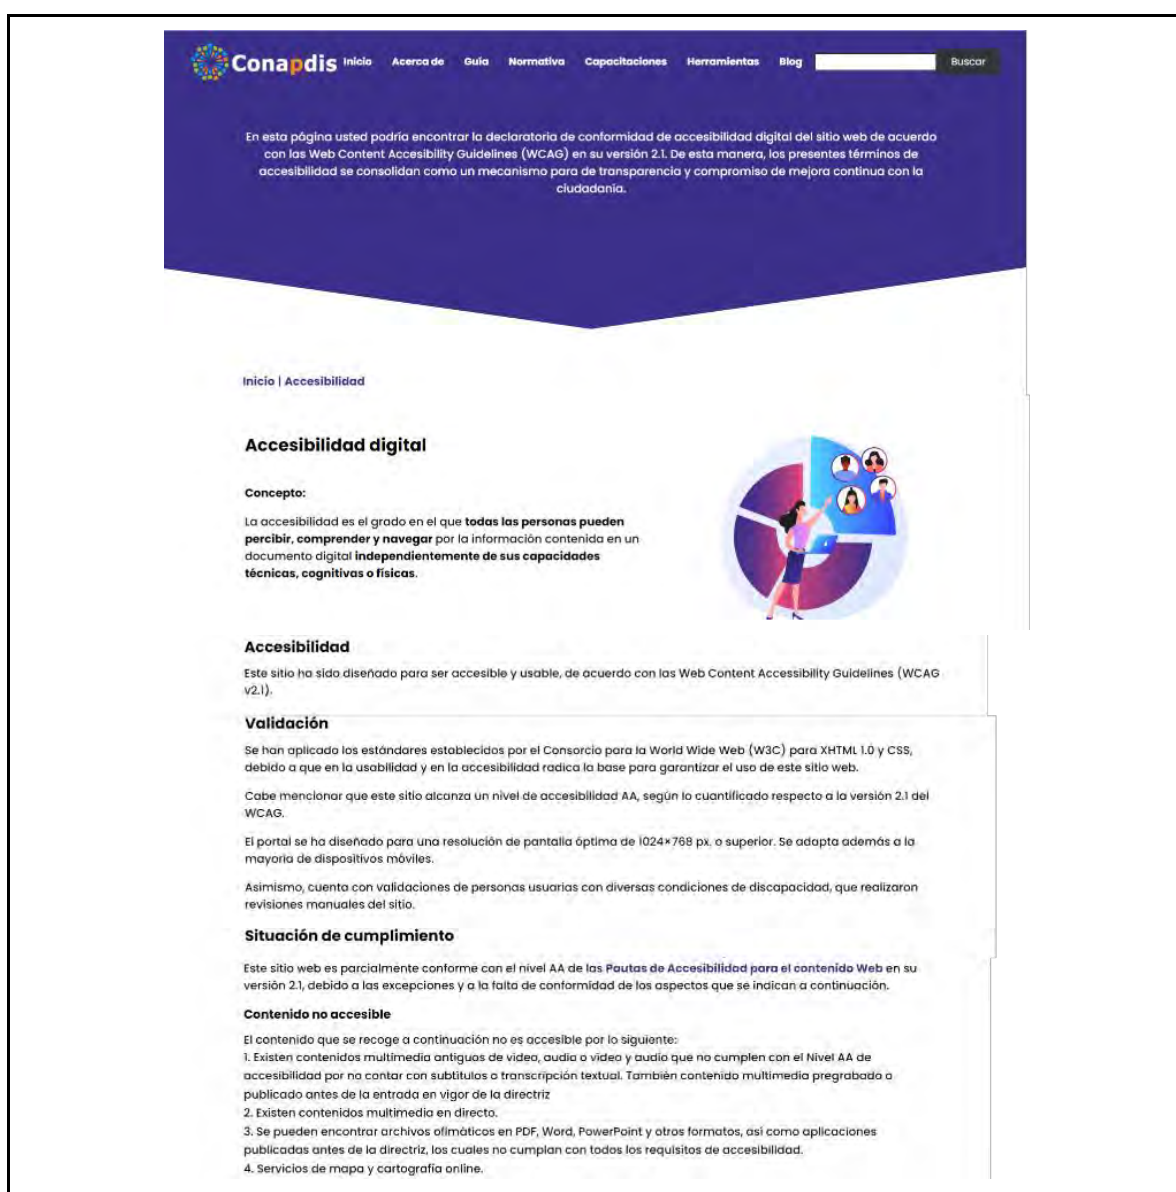 Conapdis Inicio Acerca de Guía Normativa Capacitaciones Herramientas Blog Buscar
En esta página usted podría encontrar la declaratoria de conformidad de accesibilidad digital del sitio web de acuerdo
con las Web Content Accesibility Guidelines (WCAG) en su versión 2.1. De esta manera, los presentes términos de
accesibilidad se consolidan como un mecanismo para de transparencia y compromiso de mejora continua con la
ciudadanía.
Inicio | Accesibilidad
Accesibilidad digital
Concepto:
La accesibilidad es el grado en el que todas las personas pueden
percibir, comprender y navegar por la información contenida en un
documento digital independientemente de sus capacidades
técnicas, cognitivas o físicas.
Accesibilidad
Este sitio ha sido diseñado para ser accesible y usable, de acuerdo con las Web Content Accessibility Guidelines (WCAG
v2.1).
Validación
Se han aplicado los estándares establecidos por el Consorcio para la World Wide Web (W3C) para XHTML 1.0 y CSS,
debido a que en la usabilidad y en la accesibilidad radica la base para garantizar el uso de este sitio web.
Cabe mencionar que este sitio alcanza un nivel de accesibilidad AA, según lo cuantificado respecto a la versión 2.1 del
WCAG.
El portal se ha diseñado para una resolución de pantalla óptima de 1024×768 px. o superior. Se adapta además a la
mayoría de dispositivos móviles.
Asimismo, cuenta con validaciones de personas usuarias con diversas condiciones de discapacidad, que realizaron
revisiones manuales del sitio.
Situación de cumplimiento
Este sitio web es parcialmente conforme con el nivel AA de las Pautas de Accesibilidad para el contenido Web en su
versión 2.1, debido a las excepciones y a la falta de conformidad de los aspectos que se indican a continuación.
Contenido no accesible
El contenido que se recoge a continuación no es accesible por lo siguiente:
1. Existen contenidos multimedia antiguos de video, audio o video y audio que no cumplen con el Nivel AA de
accesibilidad por no contar con subtítulos o transcripción textual. También contenido multimedia pregrabado o
publicado antes de la entrada en vigor de la directriz
2. Existen contenidos multimedia en directo.
3. Se pueden encontrar archivos ofimáticos en PDF, Word, PowerPoint y otros formatos, así como aplicaciones
publicadas antes de la directriz, los cuales no cumplan con todos los requisitos de accesibilidad.
4. Servicios de mapa y cartografía online.